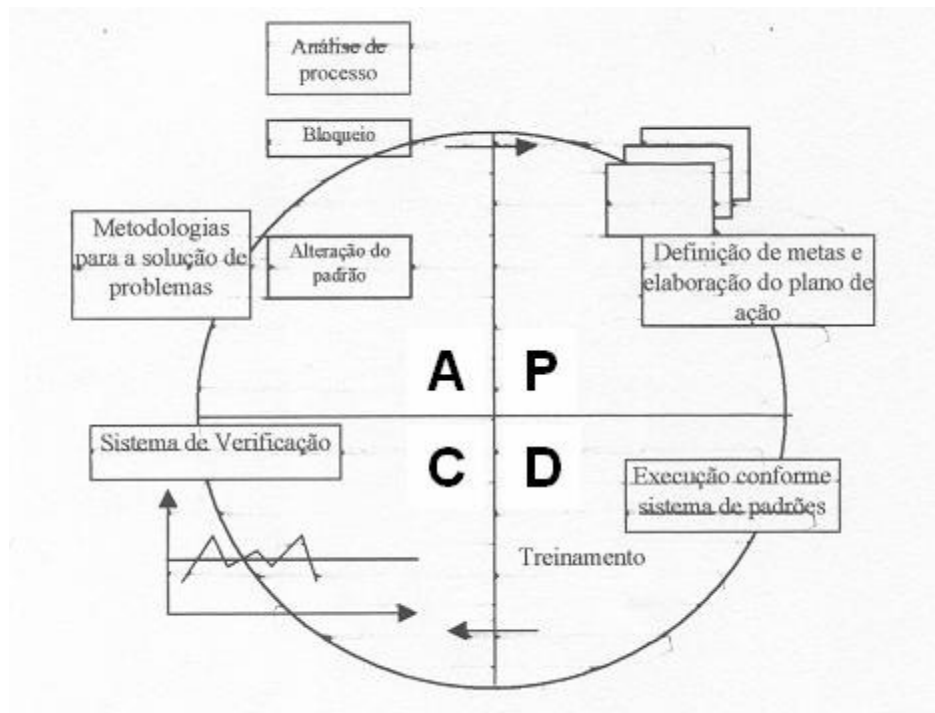 Análise de
processo
Bloqueio
Metodologias
para a solução de
problemas
Alteração do
padrão
Definição de metas e
elaboração do plano de
ação
A P
Sistema de Verificação
C D
Execução conforme
sistema de padrões
Treinamento